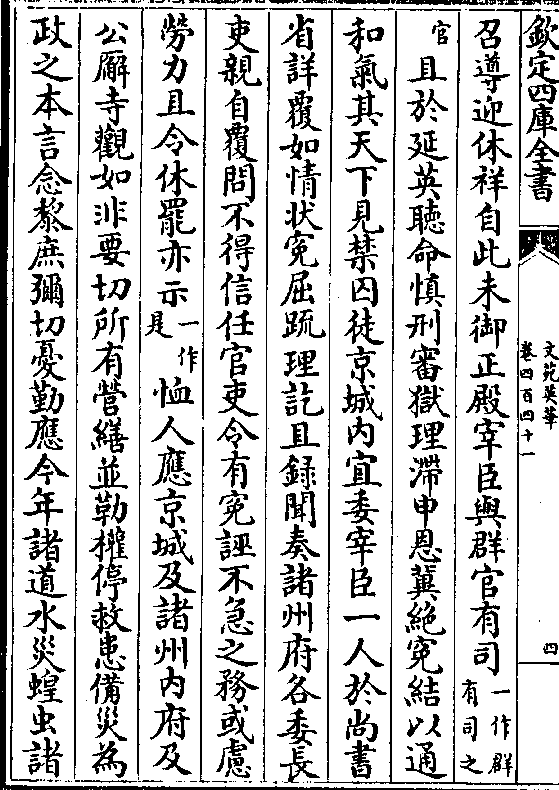 欽定四庫全書
文苑英華
卷四百四十一
四
召導迎休祥自此未御正殿宰臣與群官有司一作群有司之
官且於延英聽命慎刑審獄理滯申恩冀絶寃結以通
和氣其天下見禁囚徒京城内宜委宰臣一人於尚書
省詳覆如情状寃屈䟽理訖且録聞奏諸州府各委長
吏親自覆問不得信任官吏令有寃誣不急之務或慮
勞力且令休罷亦示一作是恤人應京城及諸州内府及
公廨寺觀如非要切所有營繕並勒權停救患備災為
政之本言念黎庶彌切憂勤應今年諸道水災蝗虫諸